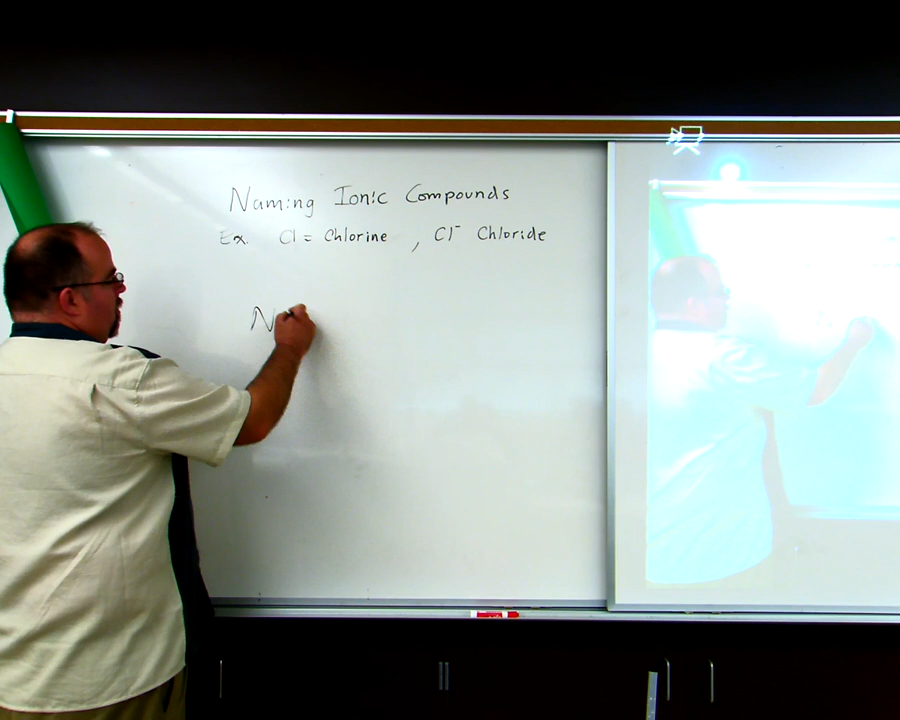 Naming Ionic Compounds
Ex. Cl = Chlorine , Cl⁻ Chloride
N